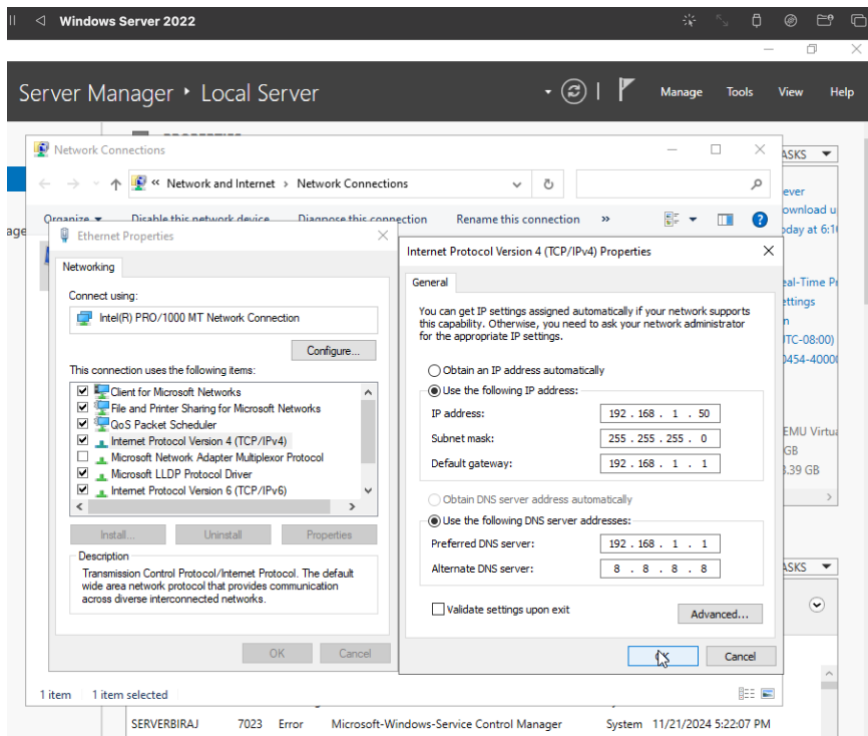 Windows Server 2022
Server Manager ‣ Local Server
Manage Tools View Help
Network Connections
« Network and Internet › Network Connections
Organize Disable this network device Diagnose this connection Rename this connection »
Ethernet Properties
Networking
Connect using:
Intel(R) PRO/1000 MT Network Connection
Configure...
This connection uses the following items:
Client for Microsoft Networks
File and Printer Sharing for Microsoft Networks
QoS Packet Scheduler
Internet Protocol Version 4 (TCP/IPv4)
Microsoft Network Adapter Multiplexor Protocol
Microsoft LLDP Protocol Driver
Internet Protocol Version 6 (TCP/IPv6)
Install... Uninstall Properties
Description
Transmission Control Protocol/Internet Protocol. The default
wide area network protocol that provides communication
across diverse interconnected networks.
OK Cancel
Internet Protocol Version 4 (TCP/IPv4) Properties
General
You can get IP settings assigned automatically if your network supports
this capability. Otherwise, you need to ask your network administrator
for the appropriate IP settings.
Obtain an IP address automatically
Use the following IP address:
IP address: 192 . 168 . 1 . 50
Subnet mask: 255 . 255 . 255 . 0
Default gateway: 192 . 168 . 1 . 1
Obtain DNS server address automatically
Use the following DNS server addresses:
Preferred DNS server: 192 . 168 . 1 . 1
Alternate DNS server: 8 . 8 . 8 . 8
Validate settings upon exit
Advanced...
Cancel
1 item 1 item selected
ASKS
ever
ownload u
oday at 6:1
eal-Time Pr
ettings
n
TC-08:00)
0454-4000
EMU Virtua
GB
3.39 GB
ASKS
SERVERBIRAJ 7023 Error Microsoft-Windows-Service Control Manager System 11/21/2024 5:22:07 PM